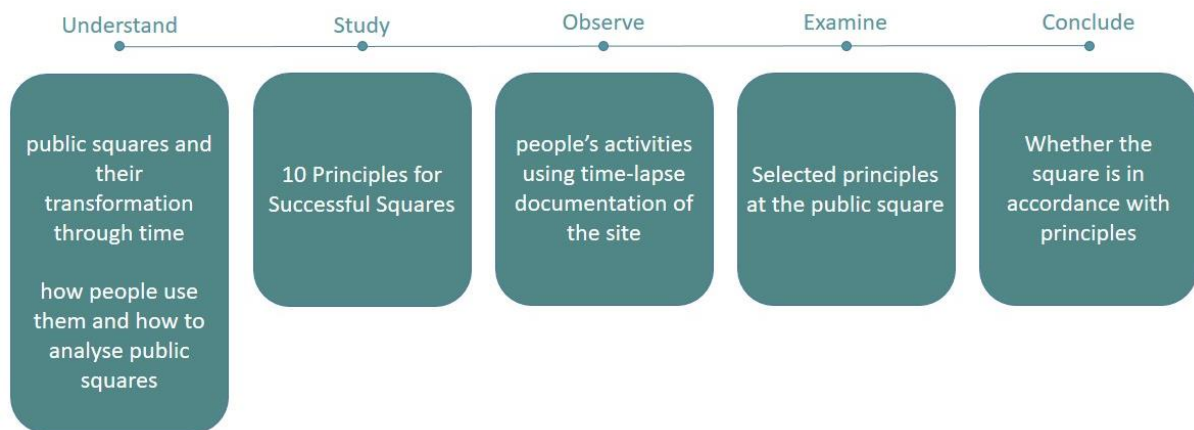 Understand
Study
Observe
Examine
Conclude
public squares and
their
transformation
through time
how people use
them and how to
analyse public
squares
10 Principles for
Successful Squares
people’s activities
using time-lapse
documentation of
the site
Selected principles
at the public square
Whether the
square is in
accordance with
principles